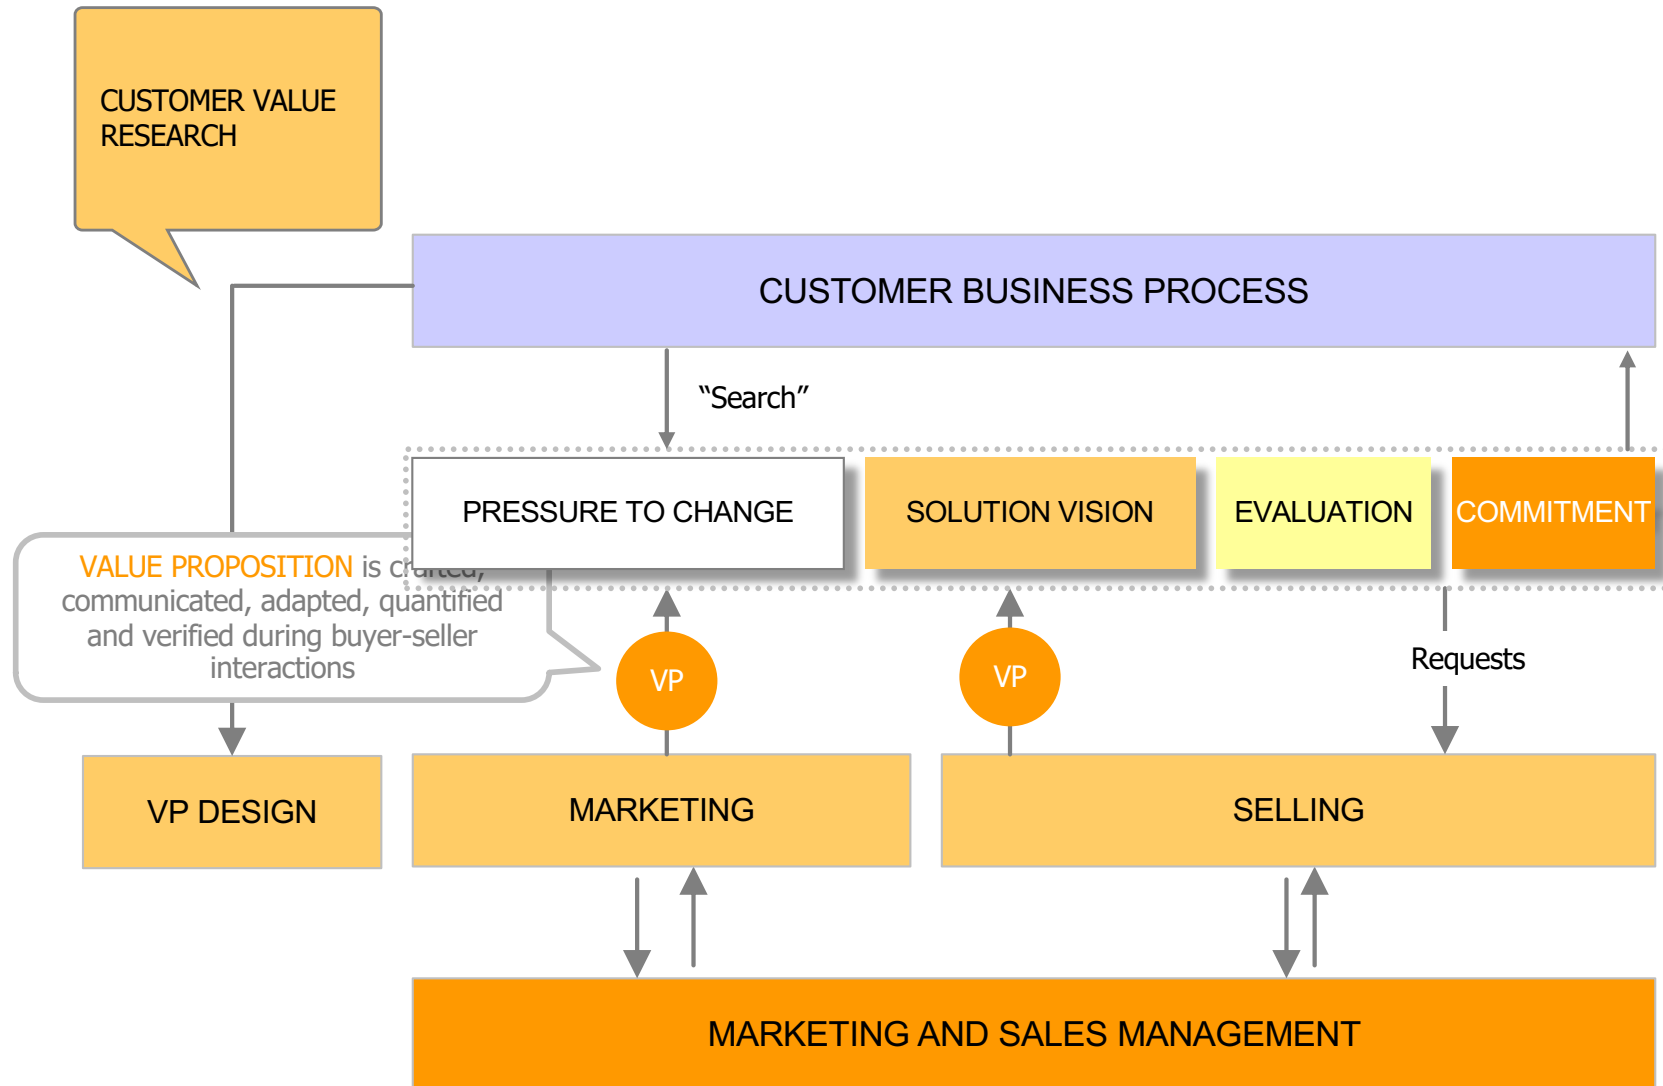 CUSTOMER VALUE
RESEARCH
CUSTOMER BUSINESS PROCESS
“Search”
PRESSURE TO CHANGE
SOLUTION VISION
EVALUATION
COMMITMENT
VALUE PROPOSITION is crafted,
communicated, adapted, quantified
and verified during buyer-seller
interactions
VP
VP
Requests
VP DESIGN
MARKETING
SELLING
MARKETING AND SALES MANAGEMENT